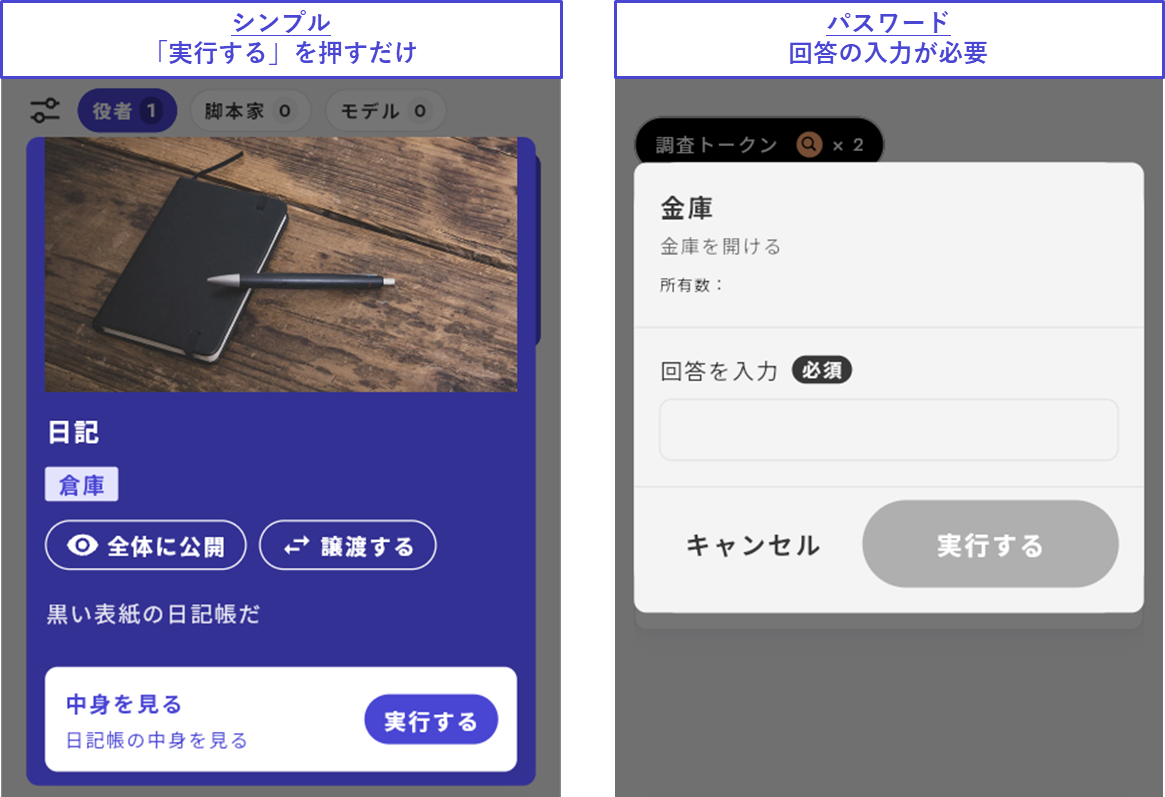 シンプル
「実行する」を押すだけ
役者 1
脚本家 0
モデル 0
日記
倉庫
全体に公開
譲渡する
黒い表紙の日記帳だ
中身を見る
日記帳の中身を見る
実行する
パスワード
回答の入力が必要
調査トークン × 2
金庫
金庫を開ける
所有数：
回答を入力 必須
キャンセル
実行する